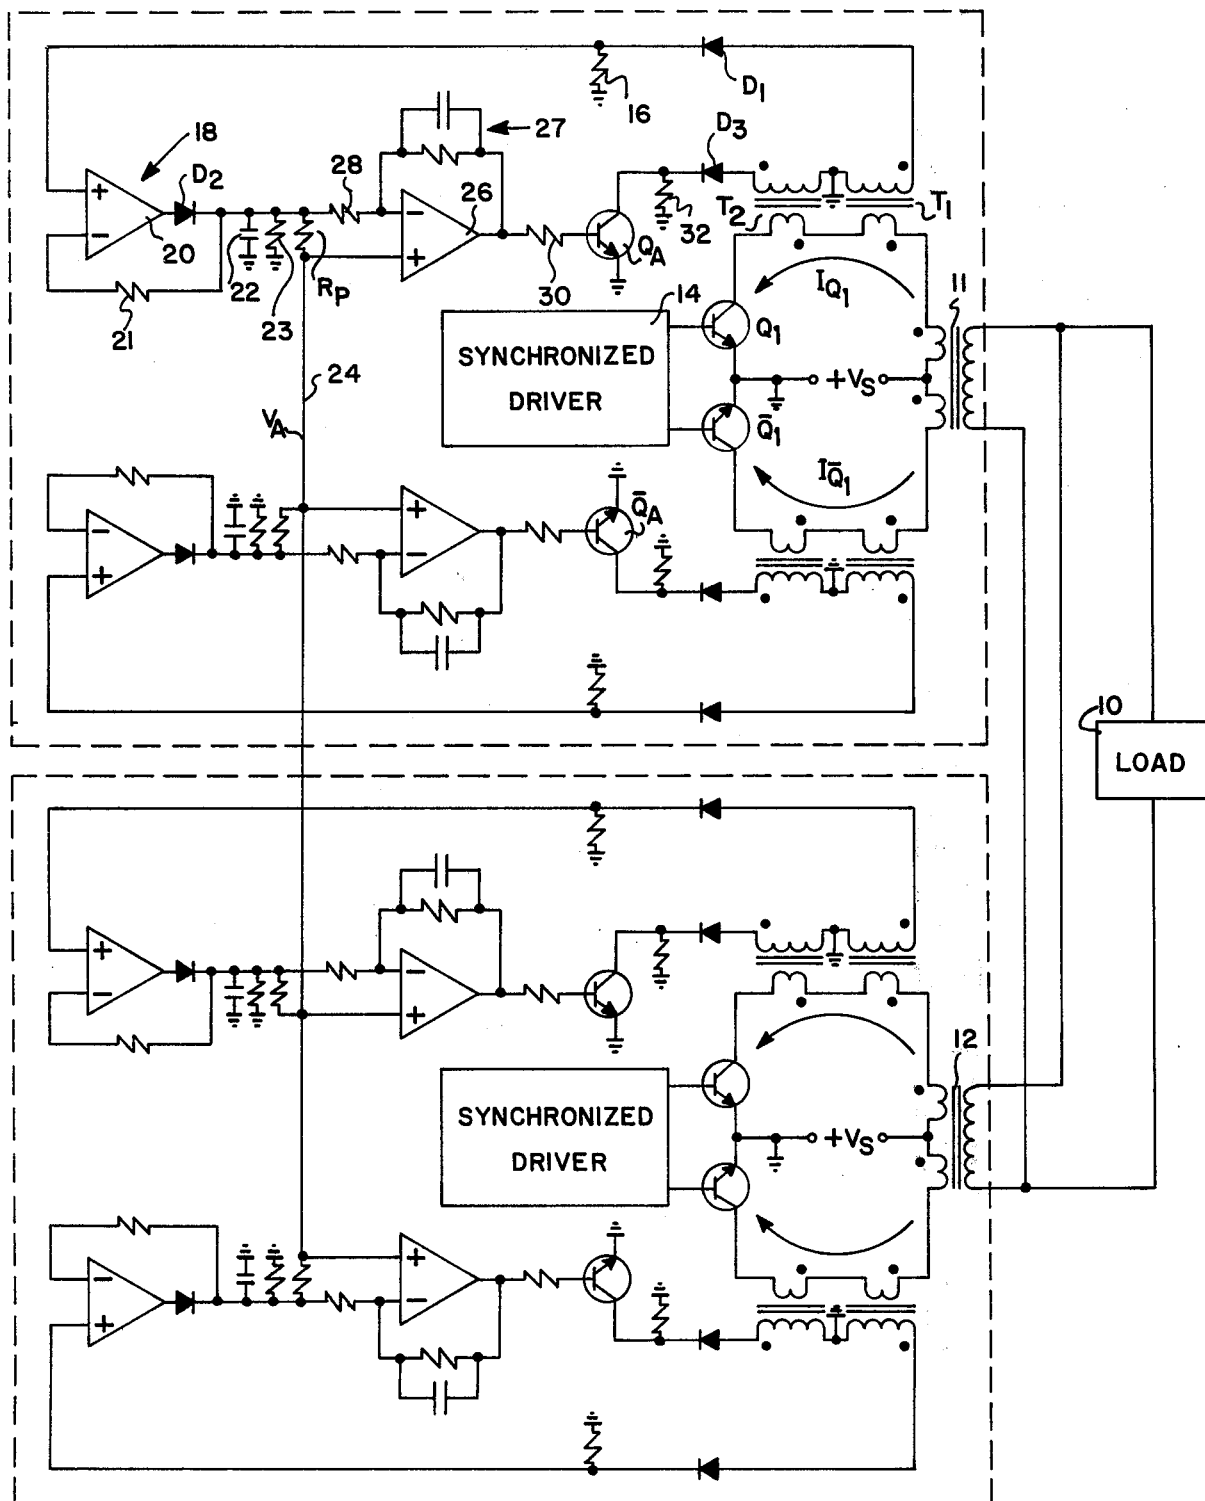 D1
16
27
D3
18
D2
28
26
T2
T1
20
22
RP
30
QA
32
IQ1
11
21
23
14
Q1
SYNCHRONIZED
DRIVER
+VS
24
VA
Q̄1
IQ̄1
Q̄A
10
LOAD
12
SYNCHRONIZED
DRIVER
+VS
+
−
−
+
+
−
−
+
+
−
−
+
+
−
−
+